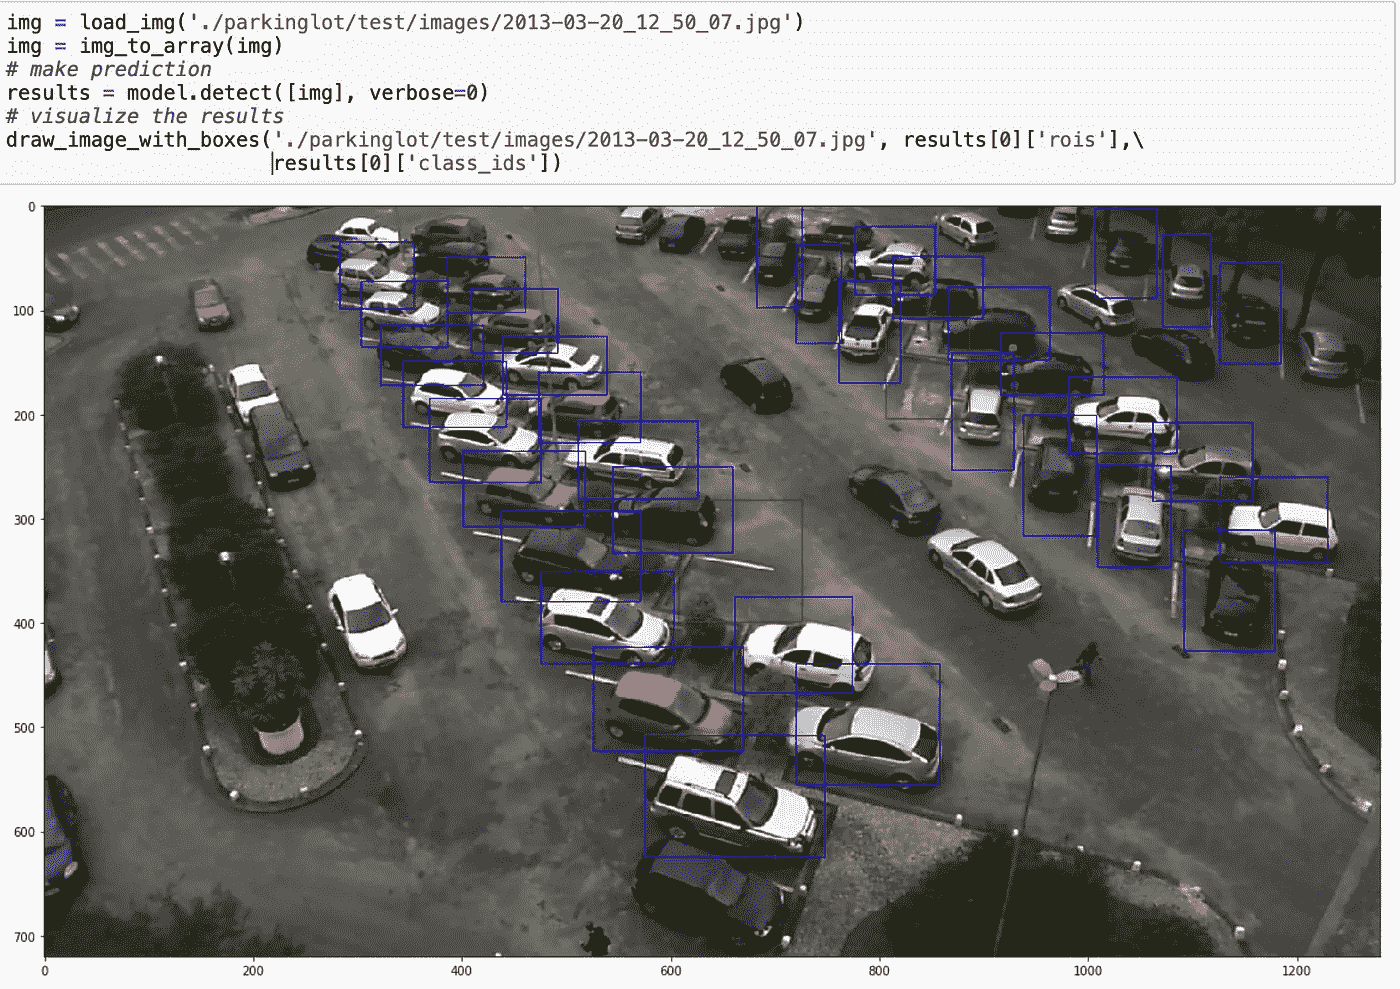 img = load_img('./parkinglot/test/images/2013-03-20_12_50_07.jpg')
img = img_to_array(img)
# make prediction
results = model.detect([img], verbose=0)
# visualize the results
draw_image_with_boxes('./parkinglot/test/images/2013-03-20_12_50_07.jpg', results[0]['rois'],\
results[0]['class_ids'])
0
100
200
300
400
500
600
700
0 200 400 600 800 1000 1200